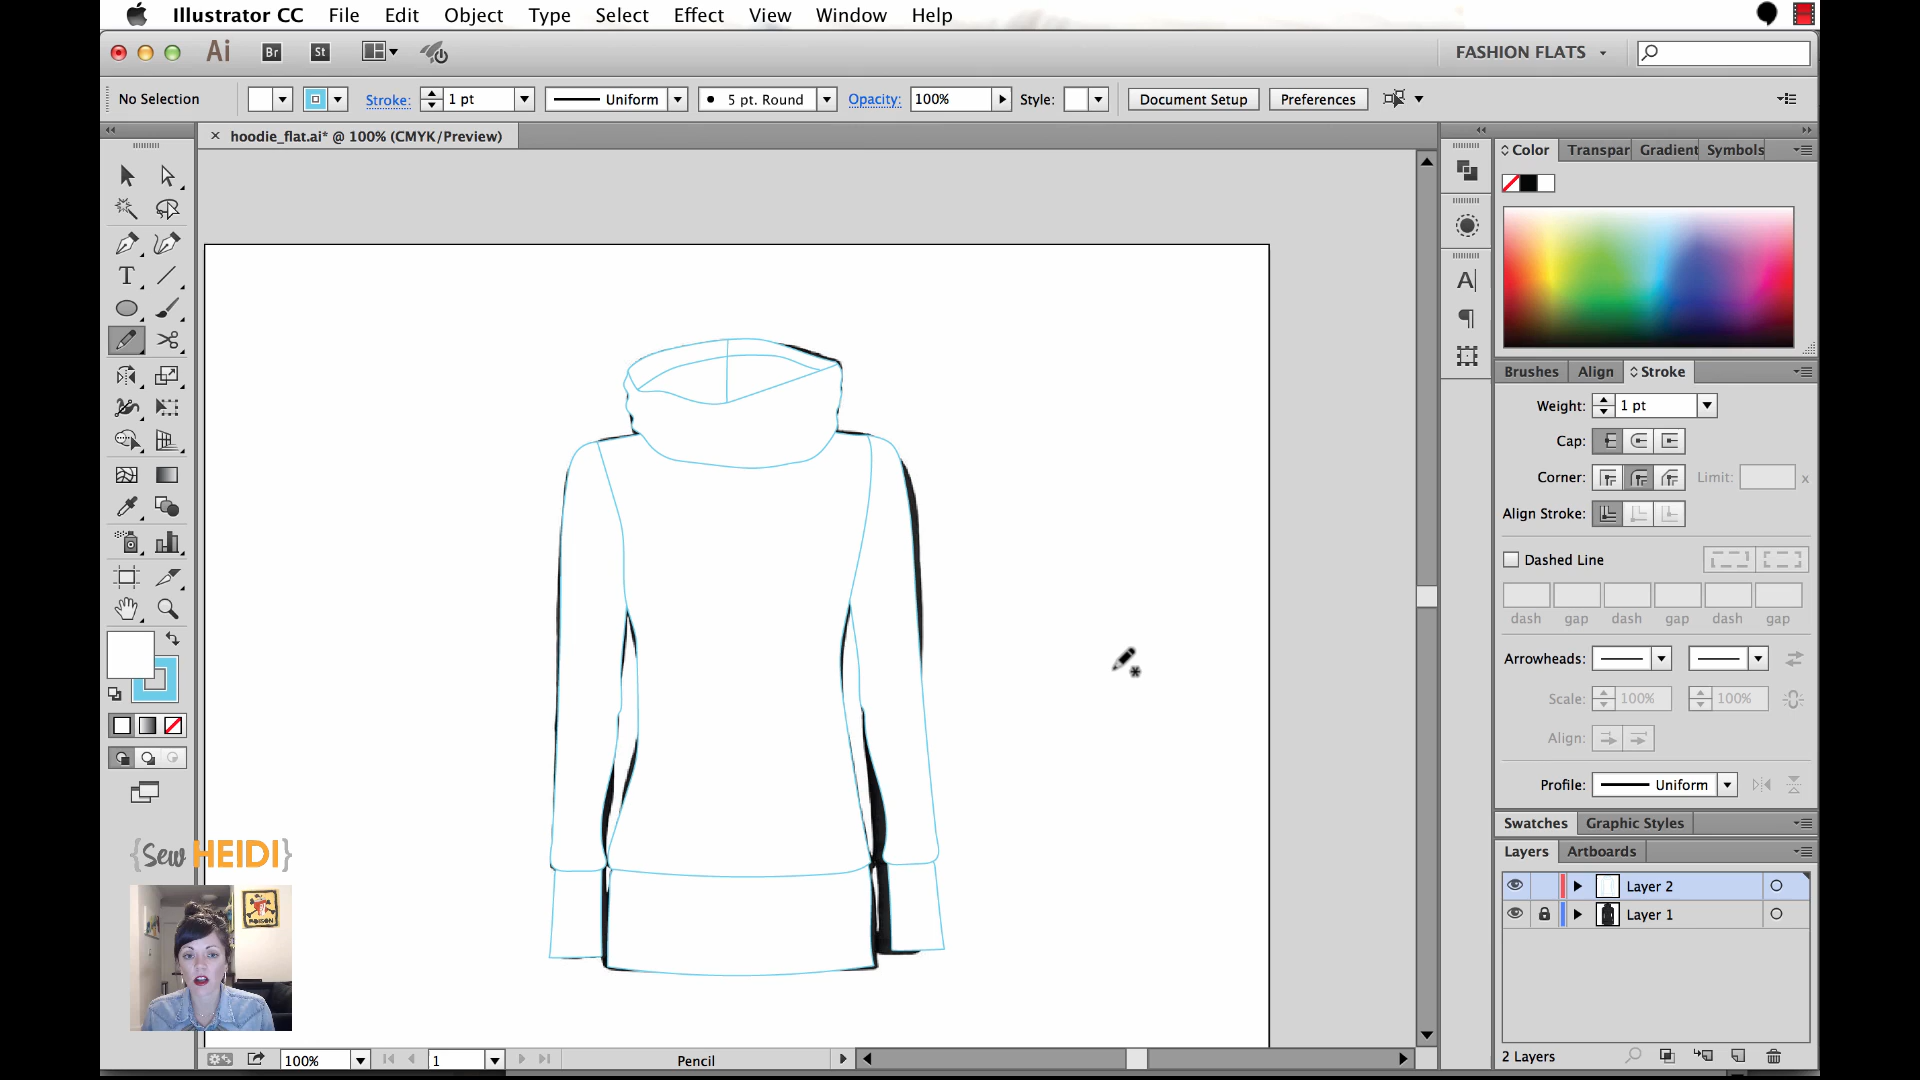 Illustrator CC File Edit Object Type Select Effect View Window Help
Ai Br St FASHION FLATS
No Selection Stroke: 1 pt Uniform 5 pt. Round Opacity: 100% Style: Document Setup Preferences
hoodie_flat.ai* @ 100% (CMYK/Preview)
Color Transpar Gradient Symbols
Brushes Align Stroke
Weight: 1 pt
Cap:
Corner: Limit: x
Align Stroke:
Dashed Line
dash gap dash gap dash gap
Arrowheads:
Scale: 100% 100%
Align:
Profile: Uniform
Swatches Graphic Styles
Layers Artboards
Layer 2
Layer 1
2 Layers
{Sew HEIDI}
100% 1 Pencil